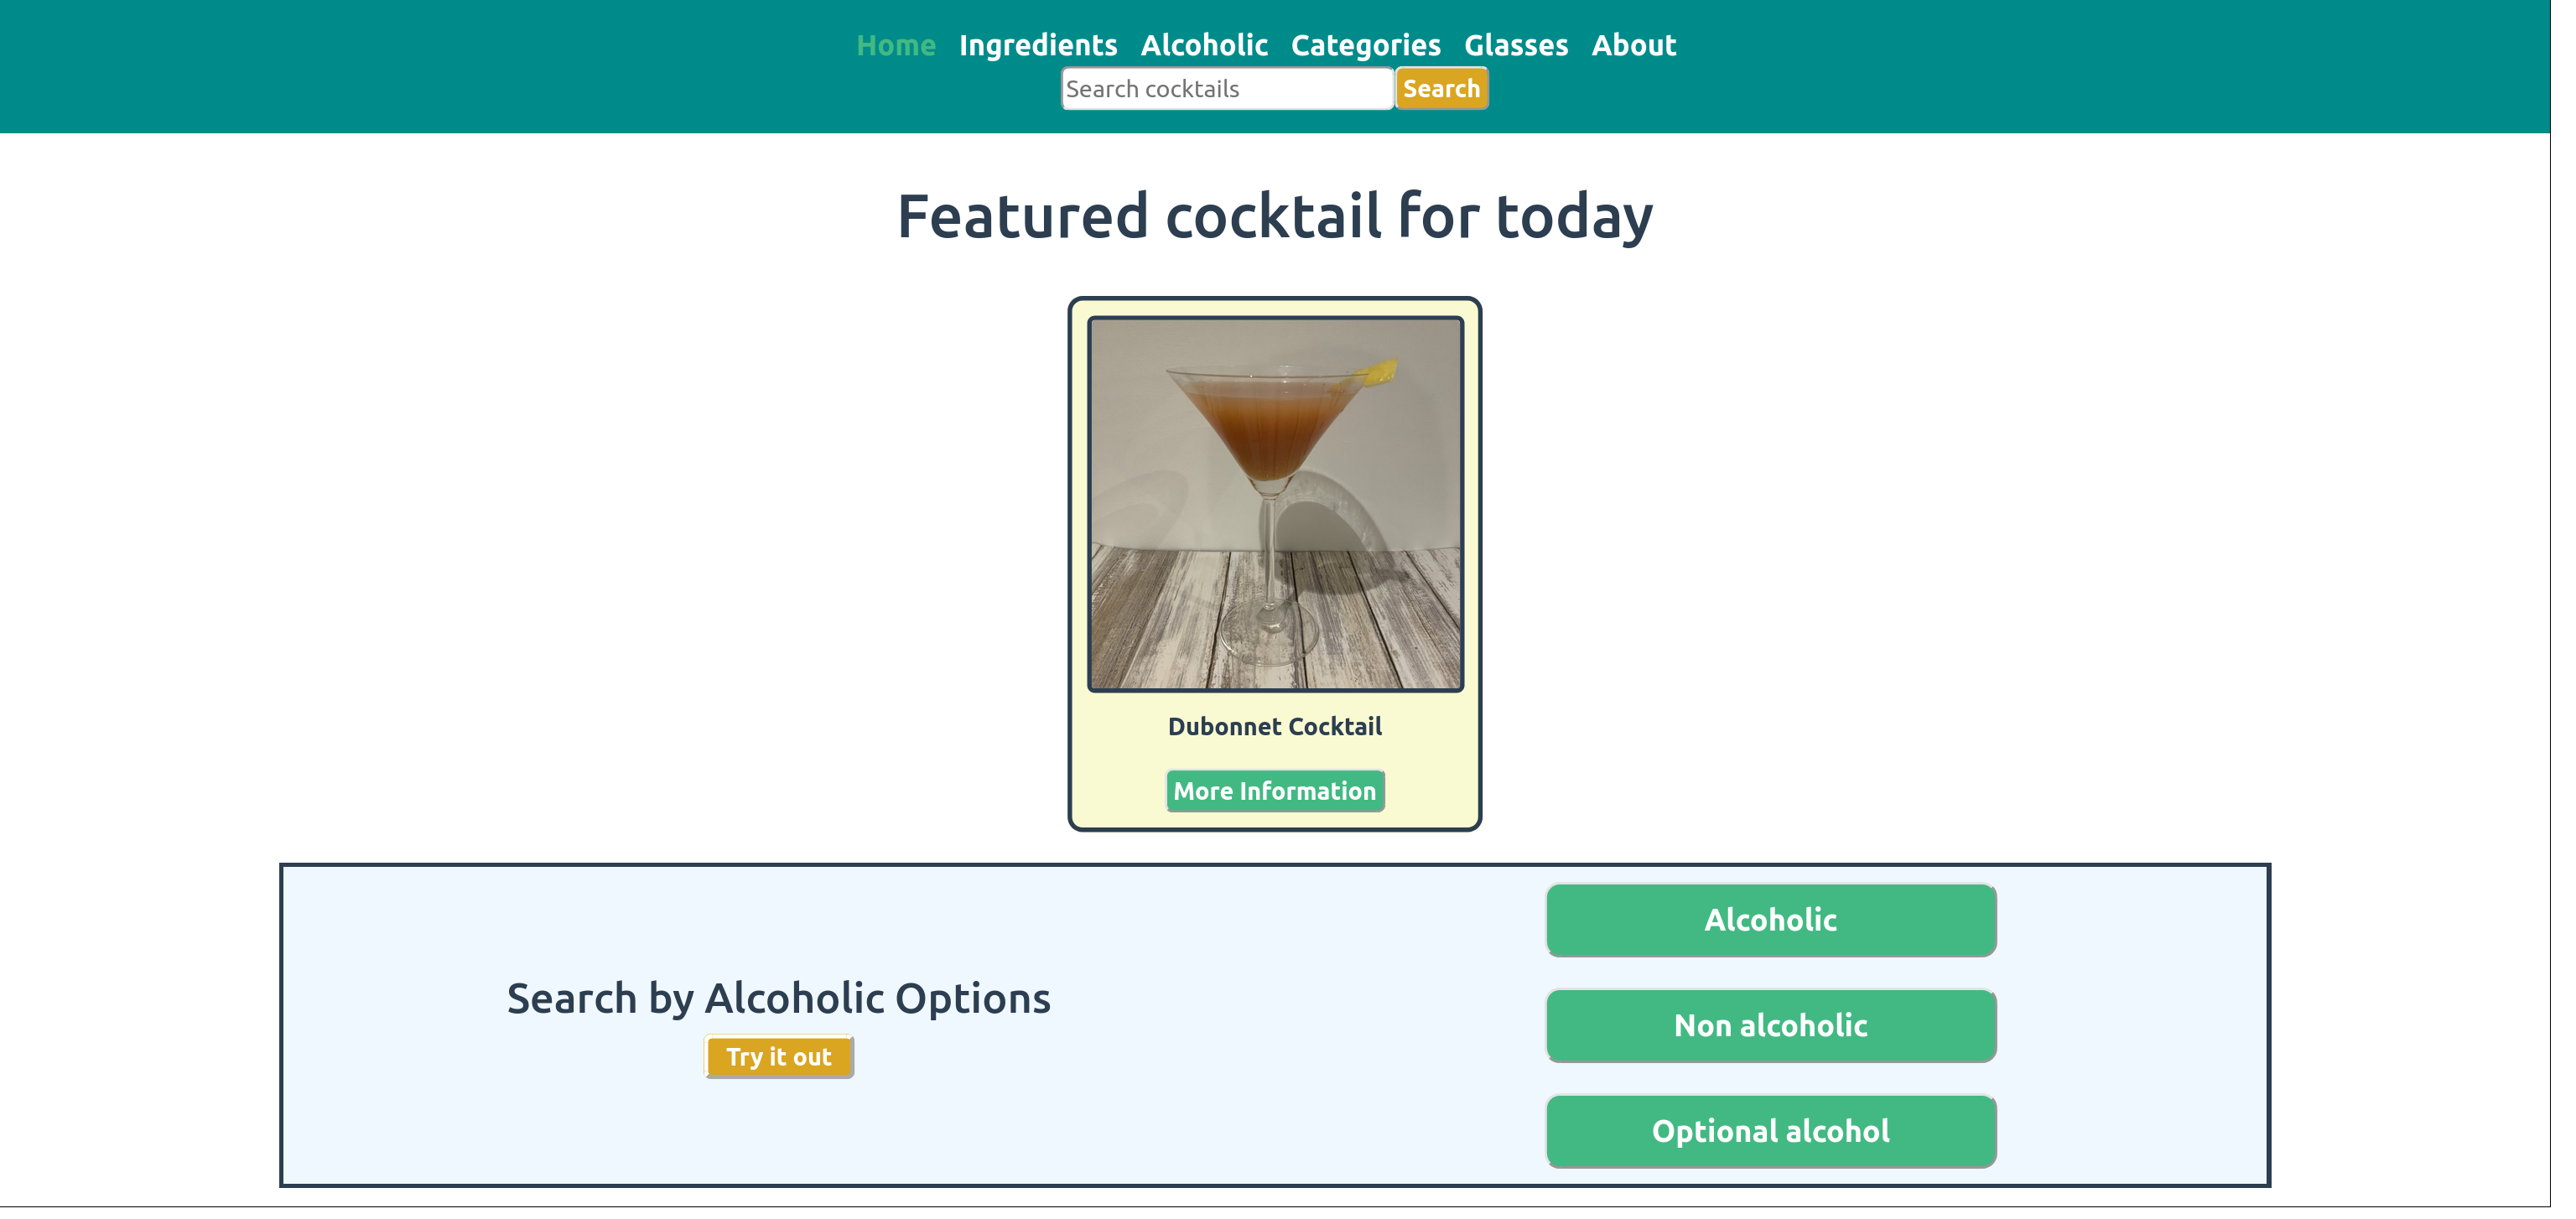 Home Ingredients Alcoholic Categories Glasses About
Search cocktails Search
Featured cocktail for today
Dubonnet Cocktail
More Information
Search by Alcoholic Options
Try it out
Alcoholic
Non alcoholic
Optional alcohol